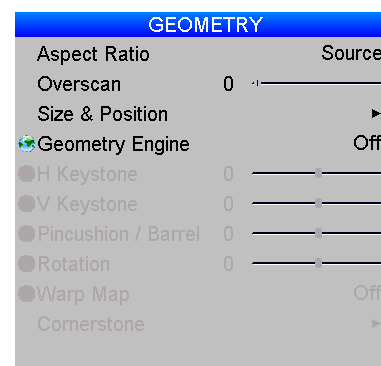 GEOMETRY
Aspect Ratio Source
Overscan 0
Size & Position
Geometry Engine Off
H Keystone 0
V Keystone 0
Pincushion / Barrel 0
Rotation 0
Warp Map Off
Cornerstone